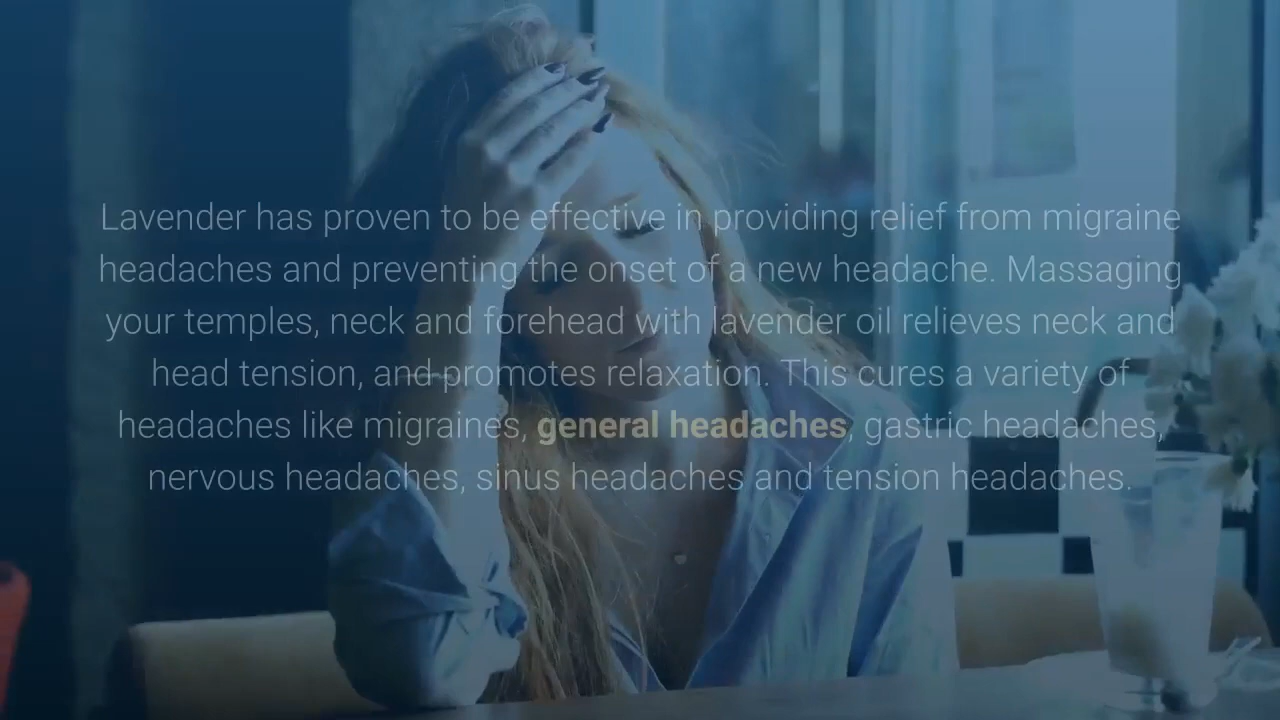 Lavender has proven to be effective in providing relief from migraine
headaches and preventing the onset of a new headache. Massaging
your temples, neck and forehead with lavender oil relieves neck and
head tension, and promotes relaxation. This cures a variety of
headaches like migraines, general headaches, gastric headaches,
nervous headaches, sinus headaches and tension headaches.